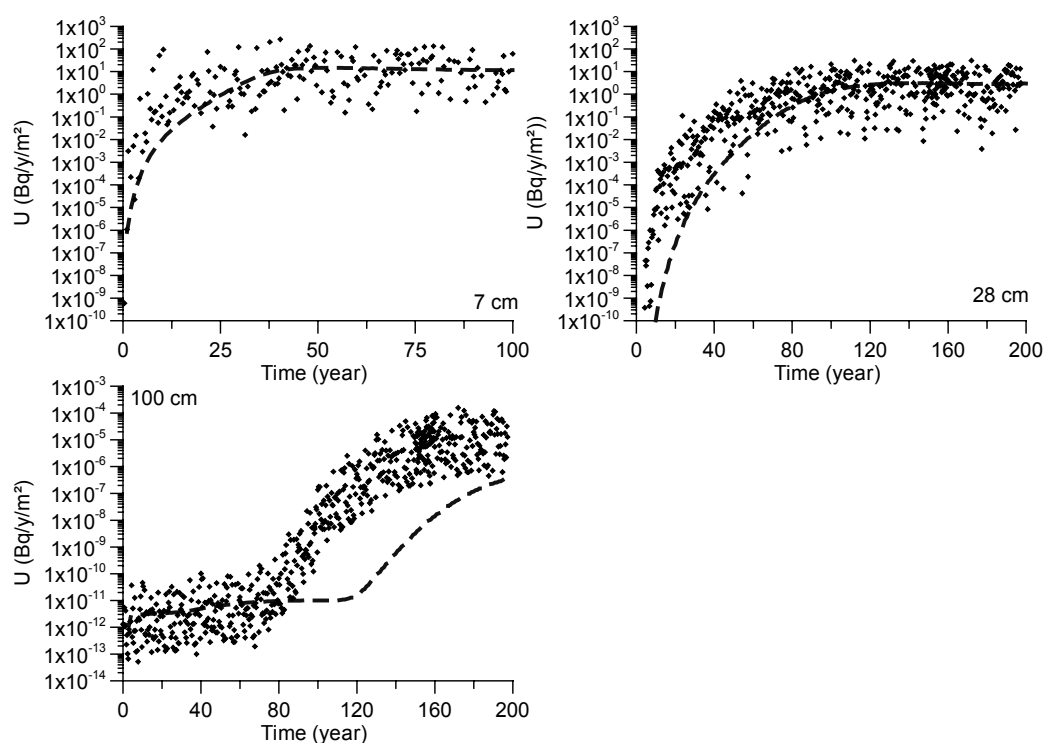 U (Bq/y/m²)
1x10³
1x10²
1x10¹
1x10⁰
1x10⁻¹
1x10⁻²
1x10⁻³
1x10⁻⁴
1x10⁻⁵
1x10⁻⁶
1x10⁻⁷
1x10⁻⁸
1x10⁻⁹
1x10⁻¹⁰
7 cm
0 25 50 75 100
Time (year)
U (Bq/y/m²))
1x10³
1x10²
1x10¹
1x10⁰
1x10⁻¹
1x10⁻²
1x10⁻³
1x10⁻⁴
1x10⁻⁵
1x10⁻⁶
1x10⁻⁷
1x10⁻⁸
1x10⁻⁹
1x10⁻¹⁰
28 cm
0 40 80 120 160 200
Time (year)
U (Bq/y/m²)
1x10⁻³
1x10⁻⁴
1x10⁻⁵
1x10⁻⁶
1x10⁻⁷
1x10⁻⁸
1x10⁻⁹
1x10⁻¹⁰
1x10⁻¹¹
1x10⁻¹²
1x10⁻¹³
1x10⁻¹⁴
100 cm
0 40 80 120 160 200
Time (year)